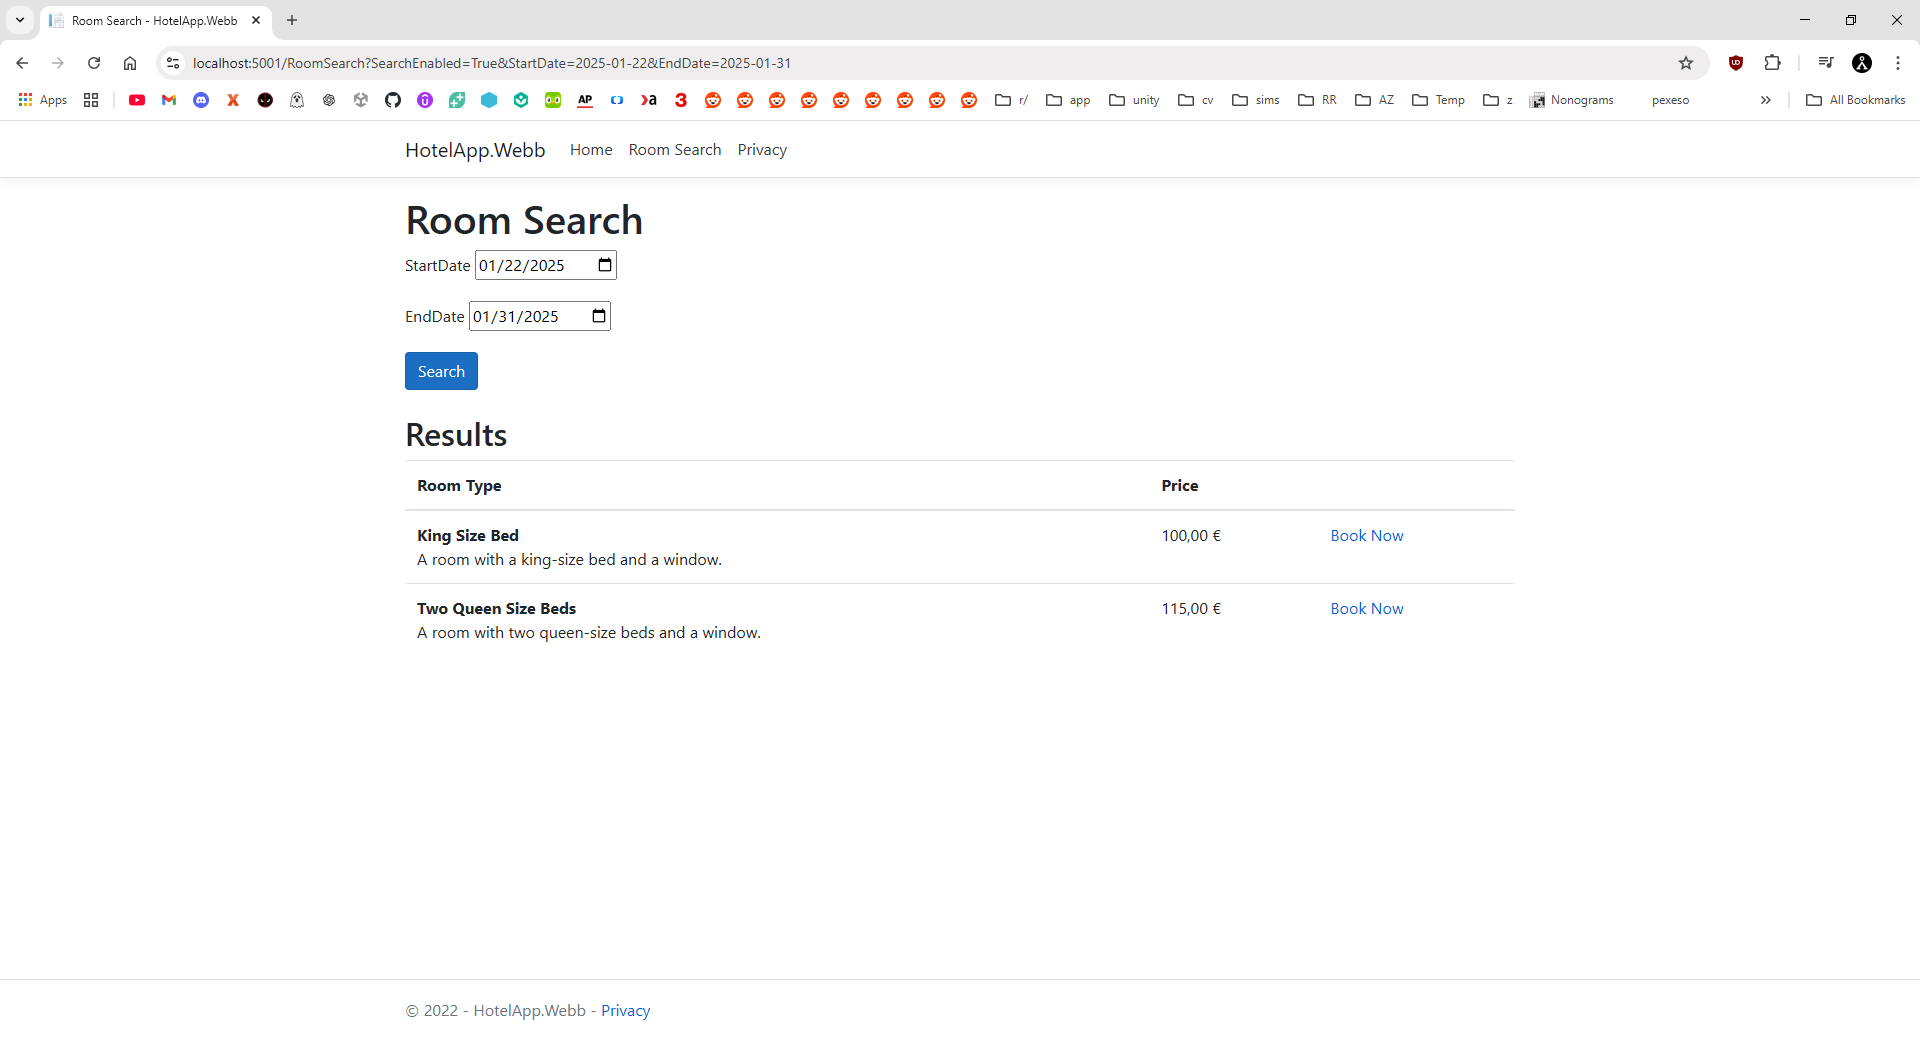 Room Search - HotelApp.Webb
localhost:5001/RoomSearch?SearchEnabled=True&StartDate=2025-01-22&EndDate=2025-01-31
Apps
AP
a
3
r/
app
unity
cv
sims
RR
AZ
Temp
z
Nonograms
pexeso
All Bookmarks
HotelApp.Webb Home Room Search Privacy
Room Search
StartDate 01/22/2025
EndDate 01/31/2025
Search
Results
Room Type Price
King Size Bed 100,00 € Book Now
A room with a king-size bed and a window.
Two Queen Size Beds 115,00 € Book Now
A room with two queen-size beds and a window.
© 2022 - HotelApp.Webb - Privacy